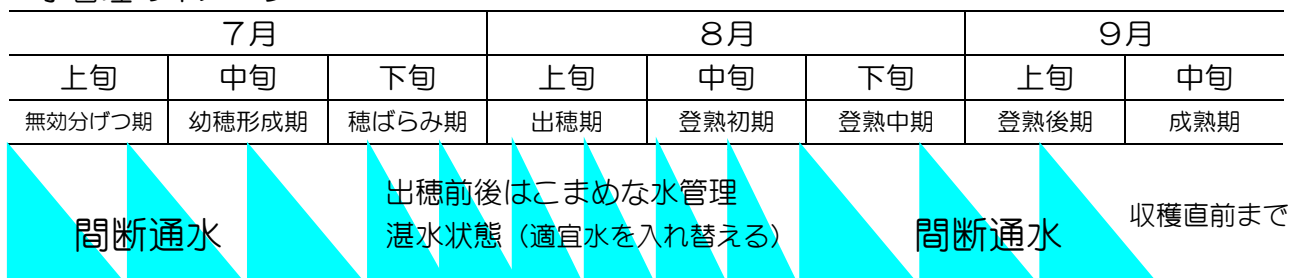 7月 8月 9月
上旬 中旬 下旬 上旬 中旬 下旬 上旬 中旬
無効分げつ期 幼穂形成期 穂ばらみ期 出穂期 登熟初期 登熟中期 登熟後期 成熟期
出穂前後はこまめな水管理
湛水状態（適宜水を入れ替える）
間断通水
間断通水
収穫直前まで